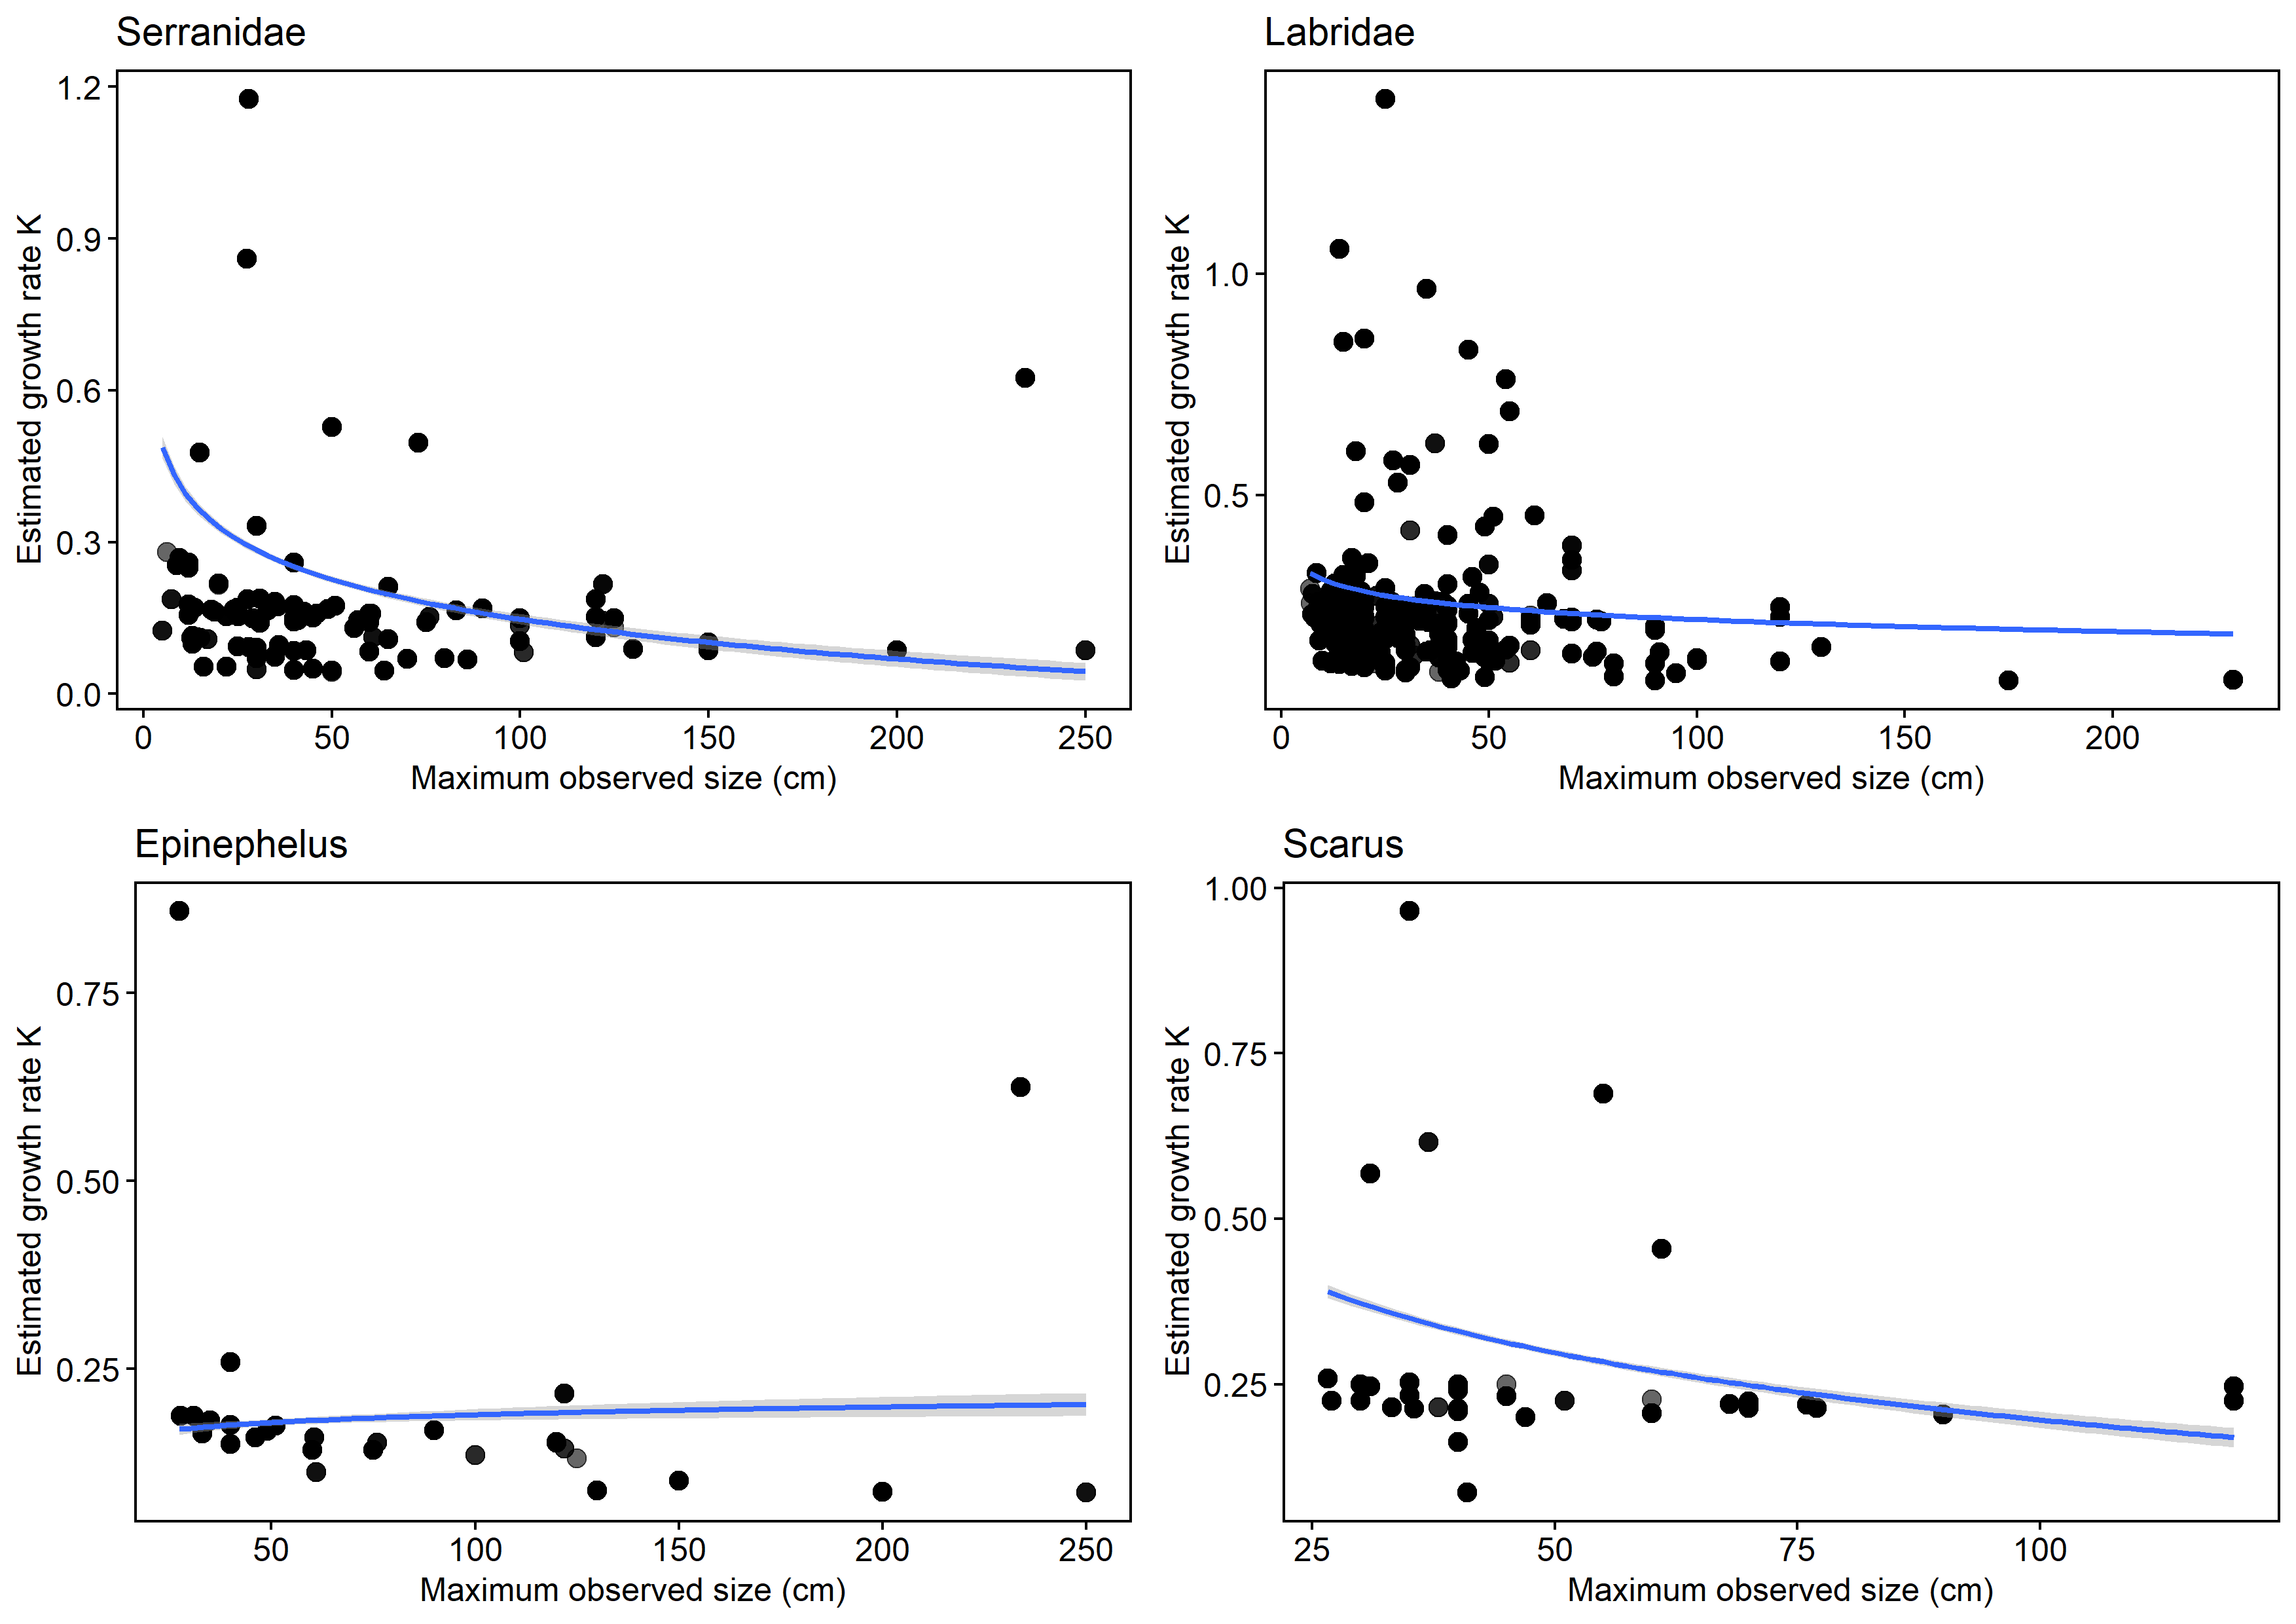 Serranidae
Estimated growth rate K
1.2
0.9
0.6
0.3
0.0
0 50 100 150 200 250
Maximum observed size (cm)
Labridae
Estimated growth rate K
1.0
0.5
0 50 100 150 200
Maximum observed size (cm)
Epinephelus
Estimated growth rate K
0.75
0.50
0.25
50 100 150 200 250
Maximum observed size (cm)
Scarus
Estimated growth rate K
1.00
0.75
0.50
0.25
25 50 75 100
Maximum observed size (cm)